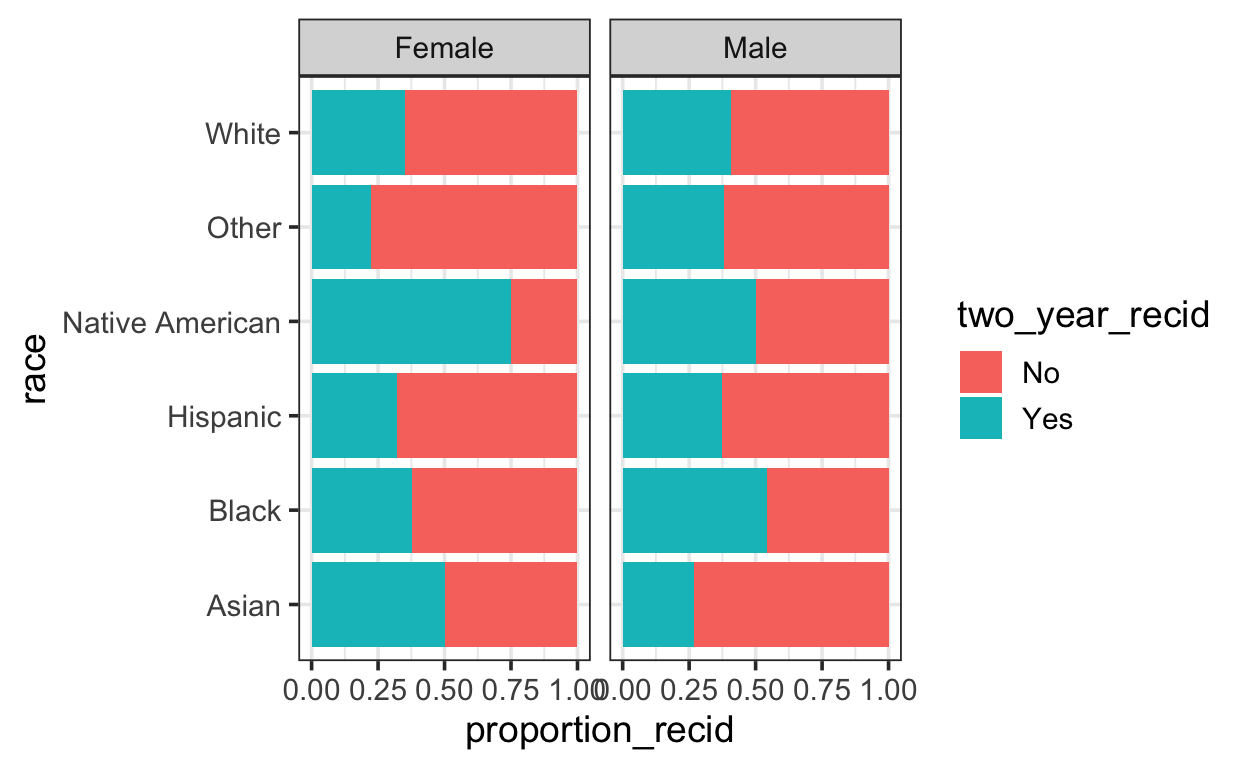 Female Male
White
Other
Native American
Hispanic
Black
Asian
race
0.00 0.25 0.50 0.75 1.00 0.00 0.25 0.50 0.75 1.00
proportion_recid
two_year_recid
No
Yes